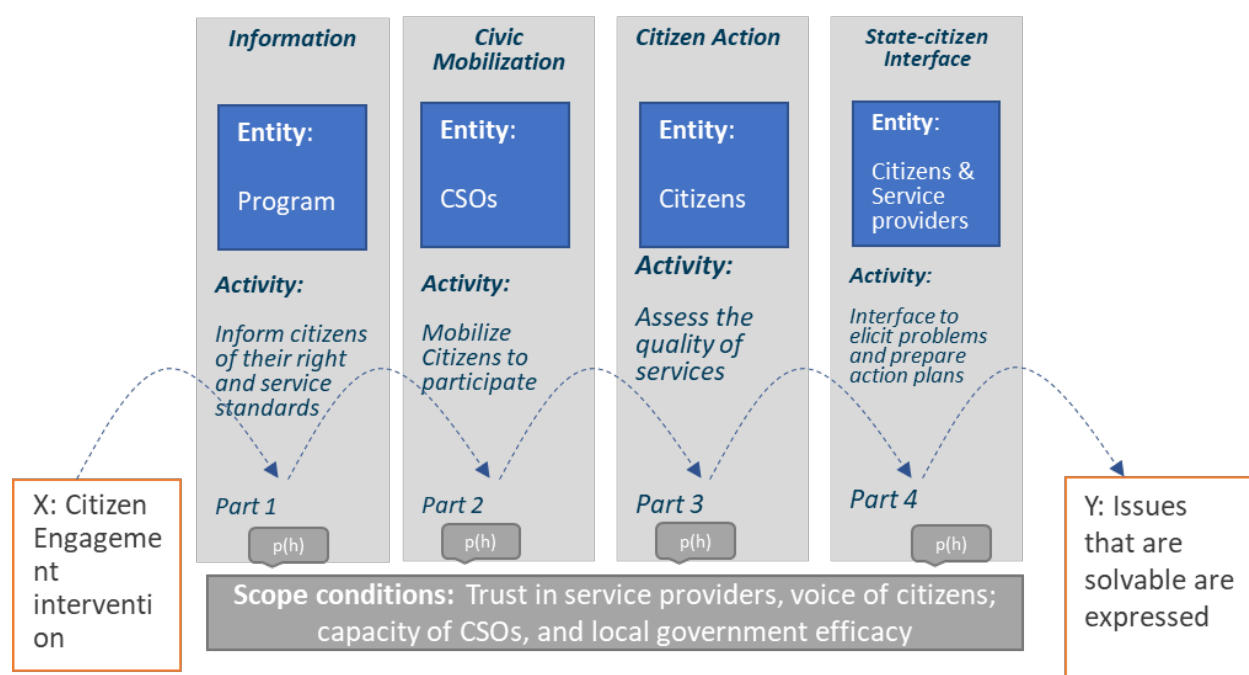 Information
Entity:
Program
Activity:
Inform citizens
of their right
and service
standards
Part 1
p(h)
Civic
Mobilization
Entity:
CSOs
Activity:
Mobilize
Citizens to
participate
Part 2
p(h)
Citizen Action
Entity:
Citizens
Activity:
Assess the
quality of
services
Part 3
p(h)
State-citizen
Interface
Entity:
Citizens &
Service
providers
Activity:
Interface to
elicit problems
and prepare
action plans
Part 4
p(h)
X: Citizen
Engageme
nt
interventi
on
Scope conditions: Trust in service providers, voice of citizens;
capacity of CSOs, and local government efficacy
Y: Issues
that are
solvable are
expressed